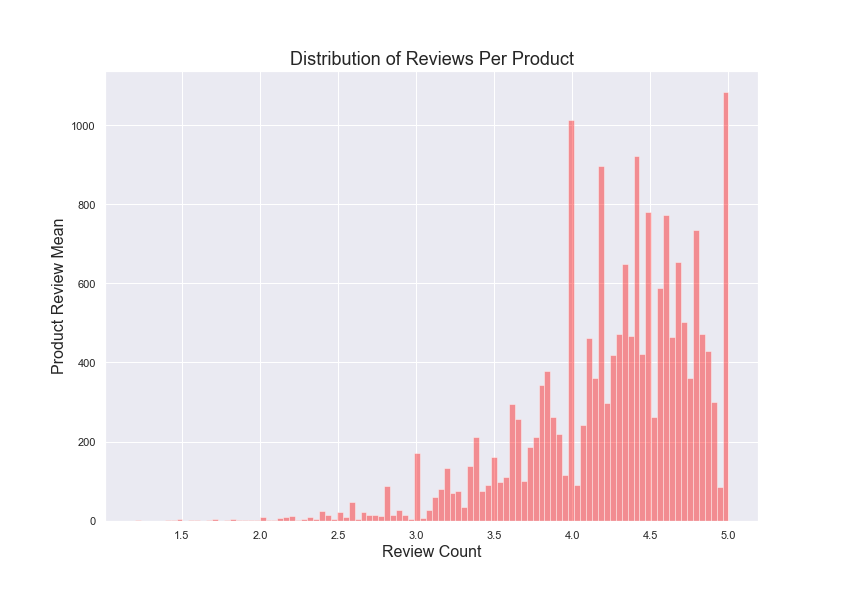 Distribution of Reviews Per Product
Product Review Mean
1000
800
600
400
200
0
1.5 2.0 2.5 3.0 3.5 4.0 4.5 5.0
Review Count